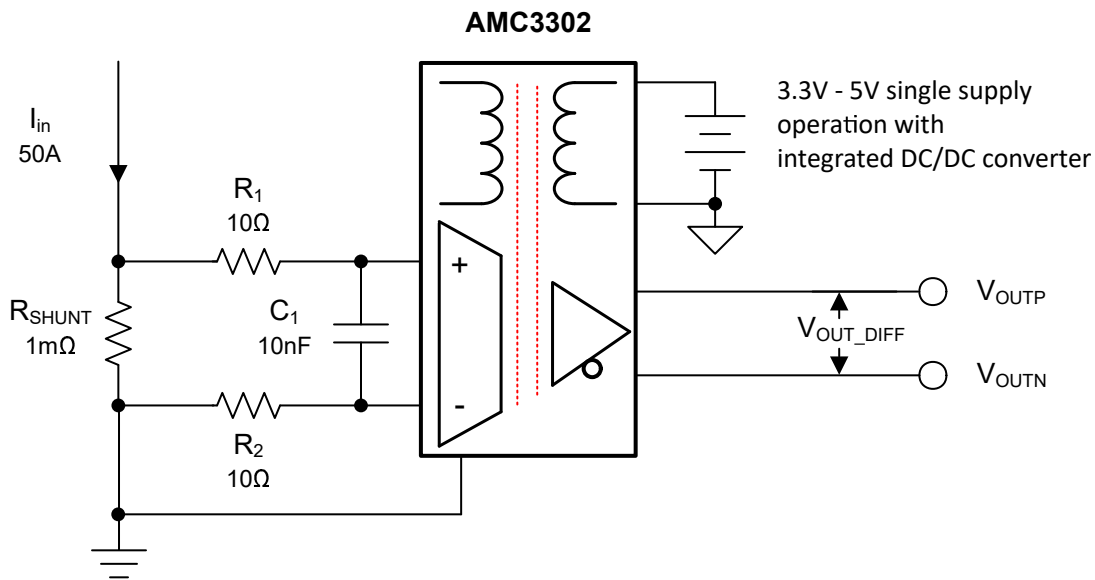 AMC3302
I_in
50A
R_1
10Ω
R_SHUNT
1mΩ
C_1
10nF
R_2
10Ω
+
-
3.3V - 5V single supply
operation with
integrated DC/DC converter
V_OUTP
V_OUT_DIFF
V_OUTN